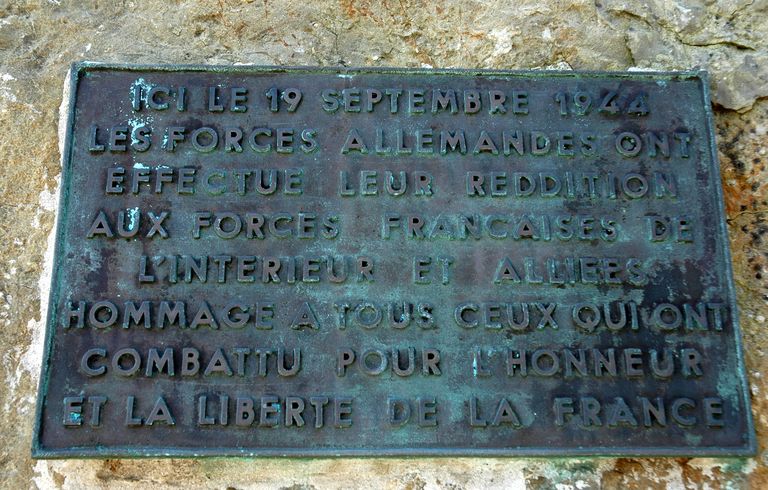 ICI LE 19 SEPTEMBRE 1944
LES FORCES ALLEMANDES ONT
EFFECTUE LEUR REDDITION
AUX FORCES FRANCAISES DE
L'INTERIEUR ET ALLIEES
HOMMAGE A TOUS CEUX QUI ONT
COMBATTU POUR L'HONNEUR
ET LA LIBERTE DE LA FRANCE